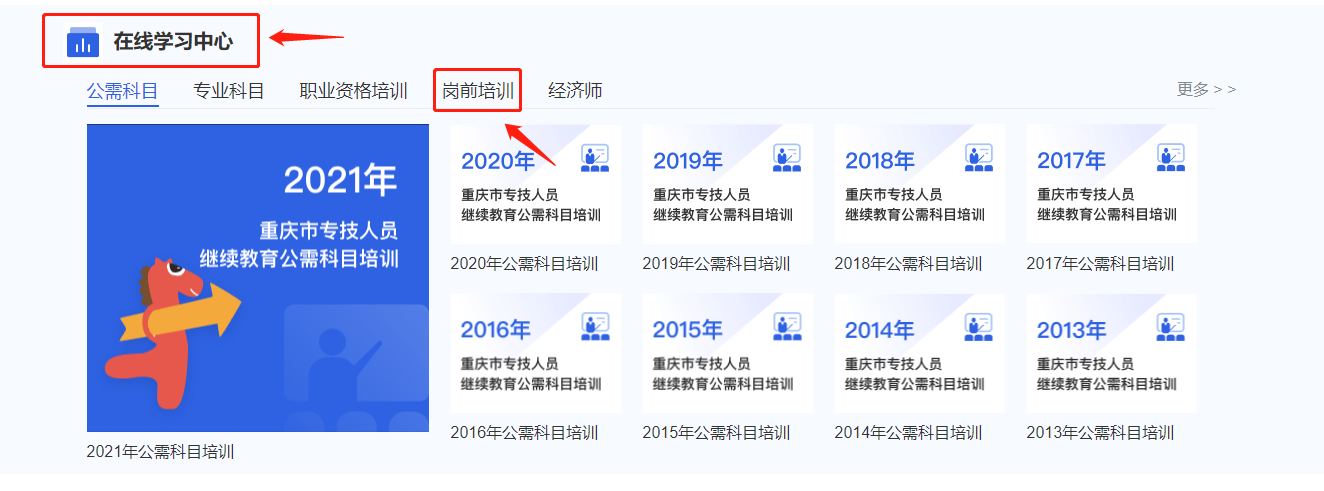 在线学习中心
公需科目 专业科目 职业资格培训 岗前培训 经济师 更多 > >
2021年
重庆市专技人员
继续教育公需科目培训
2021年公需科目培训
2020年
重庆市专技人员
继续教育公需科目培训
2020年公需科目培训
2019年
重庆市专技人员
继续教育公需科目培训
2019年公需科目培训
2018年
重庆市专技人员
继续教育公需科目培训
2018年公需科目培训
2017年
重庆市专技人员
继续教育公需科目培训
2017年公需科目培训
2016年
重庆市专技人员
继续教育公需科目培训
2016年公需科目培训
2015年
重庆市专技人员
继续教育公需科目培训
2015年公需科目培训
2014年
重庆市专技人员
继续教育公需科目培训
2014年公需科目培训
2013年
重庆市专技人员
继续教育公需科目培训
2013年公需科目培训